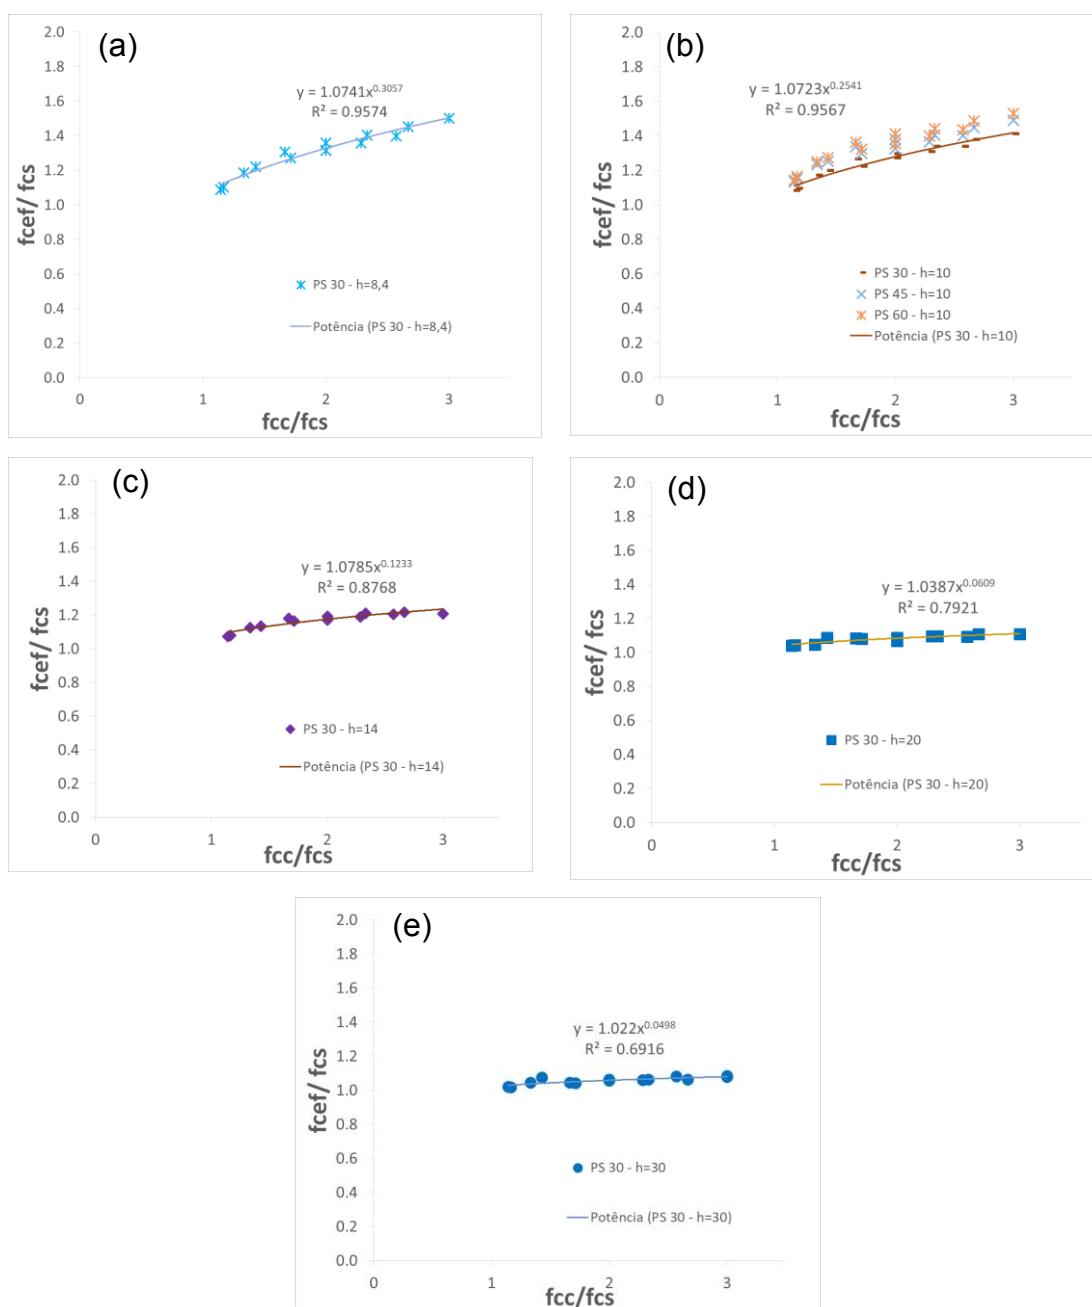 (a)
2.0
1.8
1.6
1.4
1.2
1.0
0.8
0.6
0.4
0.2
0.0
fcef/ fcs
y = 1.0741x^0.3057
R² = 0.9574
PS 30 - h=8,4
Potência (PS 30 - h=8,4)
0 1 2 3
fcc/fcs
(b)
2.0
1.8
1.6
1.4
1.2
1.0
0.8
0.6
0.4
0.2
0.0
fcef/ fcs
y = 1.0723x^0.2541
R² = 0.9567
PS 30 - h=10
PS 45 - h=10
PS 60 - h=10
Potência (PS 30 - h=10)
0 1 2 3
fcc/fcs
(c)
2.0
1.8
1.6
1.4
1.2
1.0
0.8
0.6
0.4
0.2
0.0
fcef/ fcs
y = 1.0785x^0.1233
R² = 0.8768
PS 30 - h=14
Potência (PS 30 - h=14)
0 1 2 3
fcc/fcs
(d)
2.0
1.8
1.6
1.4
1.2
1.0
0.8
0.6
0.4
0.2
0.0
fcef/ fcs
y = 1.0387x^0.0609
R² = 0.7921
PS 30 - h=20
Potência (PS 30 - h=20)
0 1 2 3
fcc/fcs
(e)
2.0
1.8
1.6
1.4
1.2
1.0
0.8
0.6
0.4
0.2
0.0
fcef/ fcs
y = 1.022x^0.0498
R² = 0.6916
PS 30 - h=30
Potência (PS 30 - h=30)
0 1 2 3
fcc/fcs